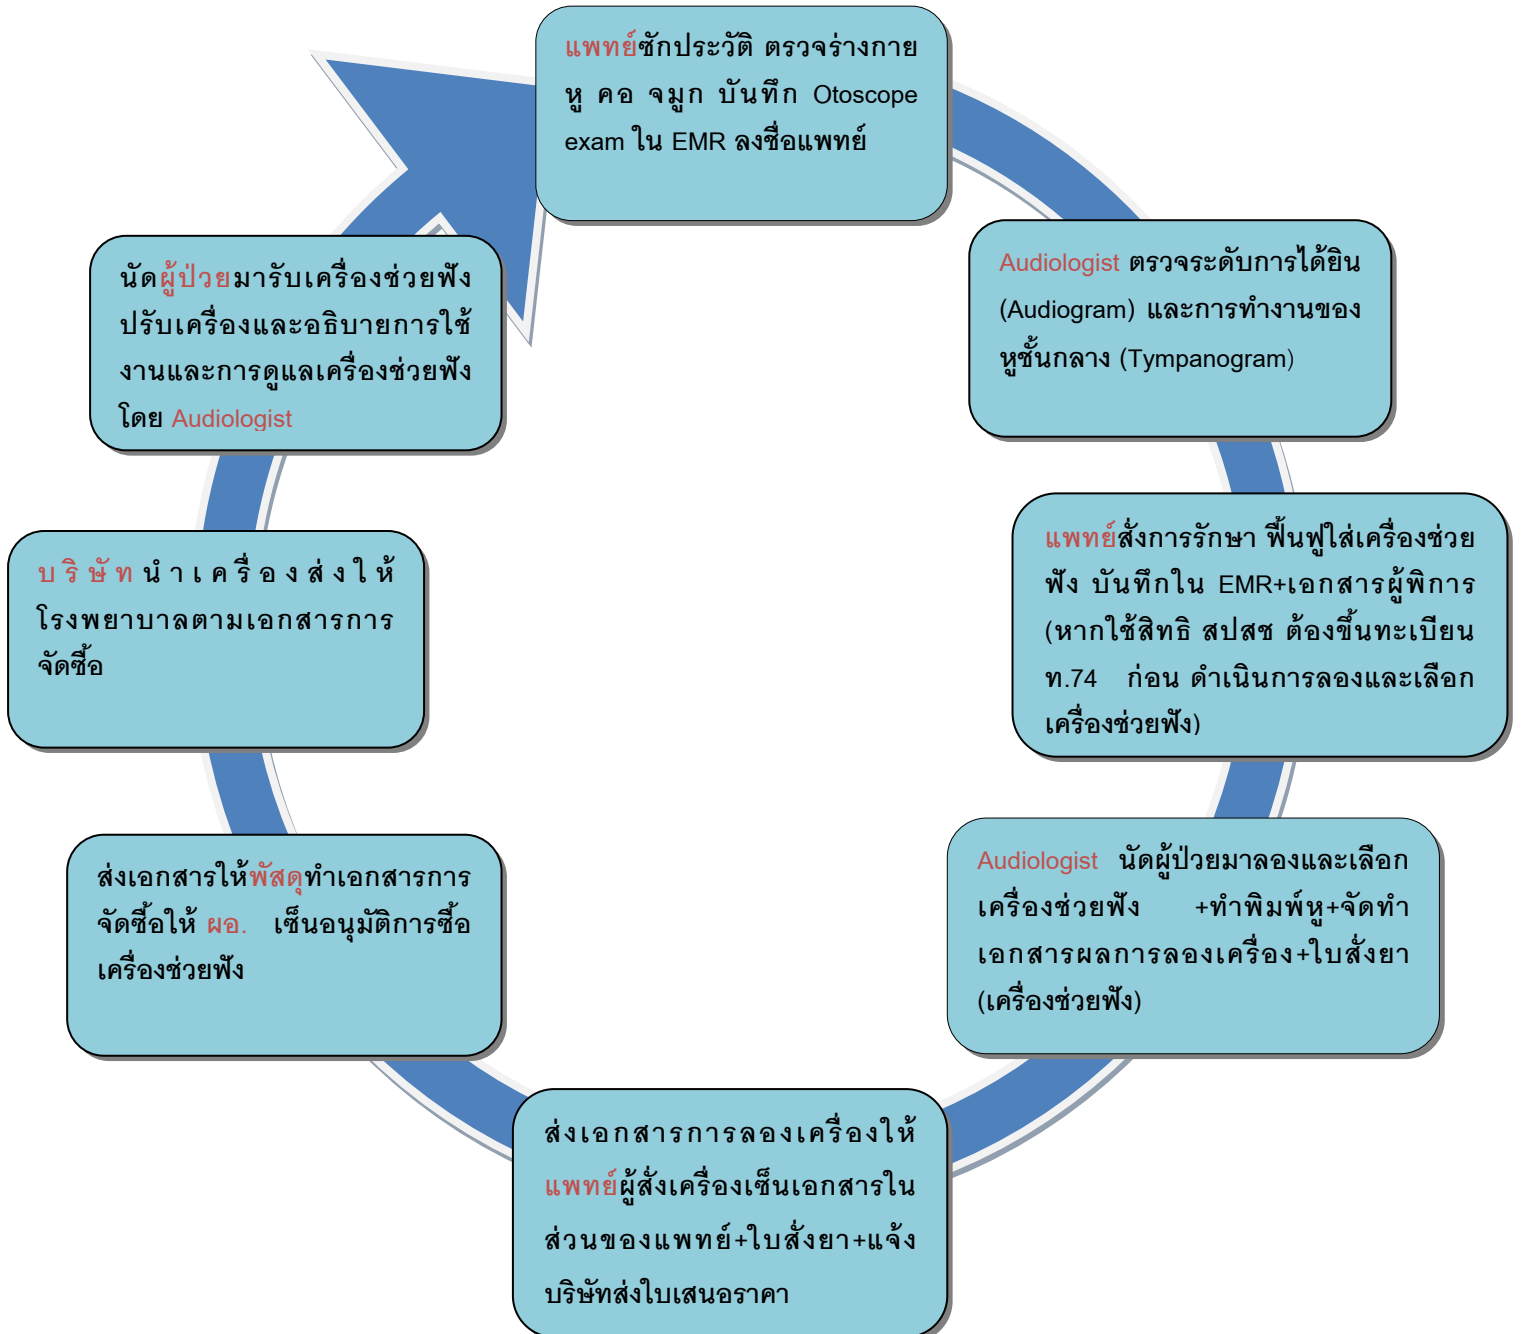 แพทย์ซักประวัติ ตรวจร่างกาย
หู คอ จมูก บันทึก Otoscope
exam ใน EMR ลงชื่อแพทย์
Audiologist ตรวจระดับการได้ยิน
(Audiogram) และการทำงานของ
หูชั้นกลาง (Tympanogram)
แพทย์สั่งการรักษา ฟื้นฟูใส่เครื่องช่วย
ฟัง บันทึกใน EMR+เอกสารผู้พิการ
(หากใช้สิทธิ สปสช ต้องขึ้นทะเบียน
ท.74 ก่อน ดำเนินการลองและเลือก
เครื่องช่วยฟัง)
Audiologist นัดผู้ป่วยมาลองและเลือก
เครื่องช่วยฟัง +ทำพิมพ์หู+จัดทำ
เอกสารผลการลองเครื่อง+ใบสั่งยา
(เครื่องช่วยฟัง)
ส่งเอกสารการลองเครื่องให้
แพทย์ผู้สั่งเครื่องเซ็นเอกสารใน
ส่วนของแพทย์+ใบสั่งยา+แจ้ง
บริษัทส่งใบเสนอราคา
ส่งเอกสารให้พัสดุทำเอกสารการ
จัดซื้อให้ ผอ. เซ็นอนุมัติการซื้อ
เครื่องช่วยฟัง
บริษัทนำเครื่องส่งให้
โรงพยาบาลตามเอกสารการ
จัดซื้อ
นัดผู้ป่วยมารับเครื่องช่วยฟัง
ปรับเครื่องและอธิบายการใช้
งานและการดูแลเครื่องช่วยฟัง
โดย Audiologist